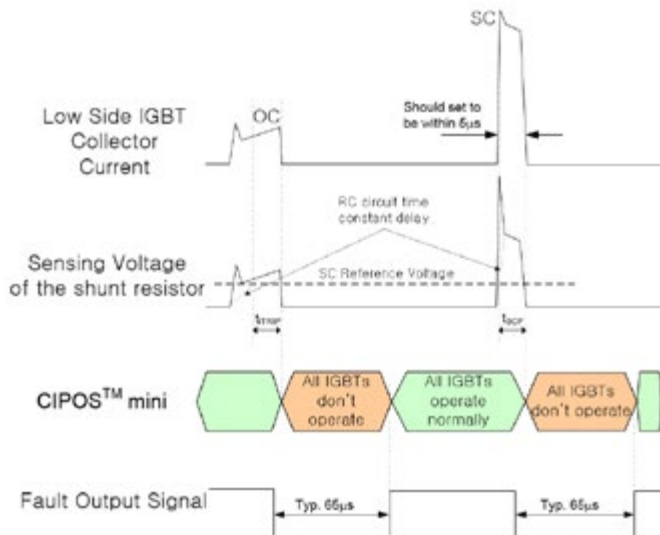 SC
OC
Low Side IGBT
Collector
Current
Should set to
be within 5μs
RC circuit time
constant delay
Sensing Voltage
of the shunt resistor
SC Reference Voltage
tITRIP
tSCP
CIPOS™ mini
All IGBTs
don't
operate
All IGBTs
operate
normally
All IGBTs
don't operate
Fault Output Signal
Typ. 65μs
Typ. 65μs